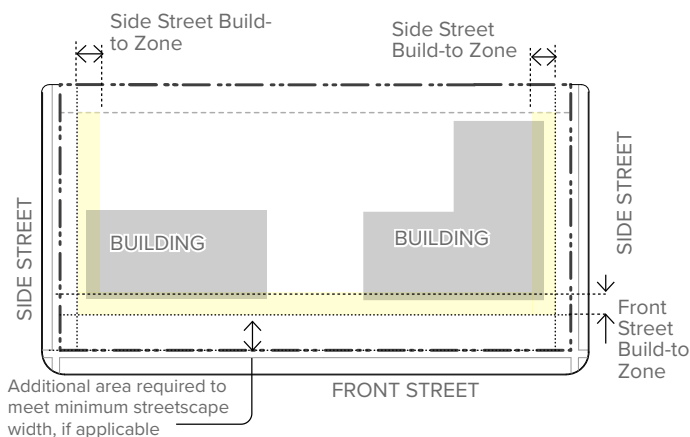 Side Street Build-
to Zone
Side Street
Build-to Zone
SIDE STREET
BUILDING
BUILDING
SIDE STREET
Front
Street
Build-to
Zone
Additional area required to
meet minimum streetscape
width, if applicable
FRONT STREET